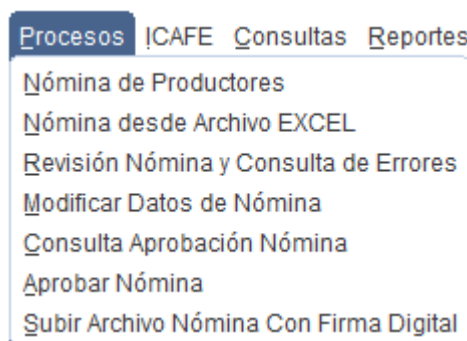 Procesos ICAFE Consultas Reportes
Nómina de Productores
Nómina desde Archivo EXCEL
Revisión Nómina y Consulta de Errores
Modificar Datos de Nómina
Consulta Aprobación Nómina
Aprobar Nómina
Subir Archivo Nómina Con Firma Digital